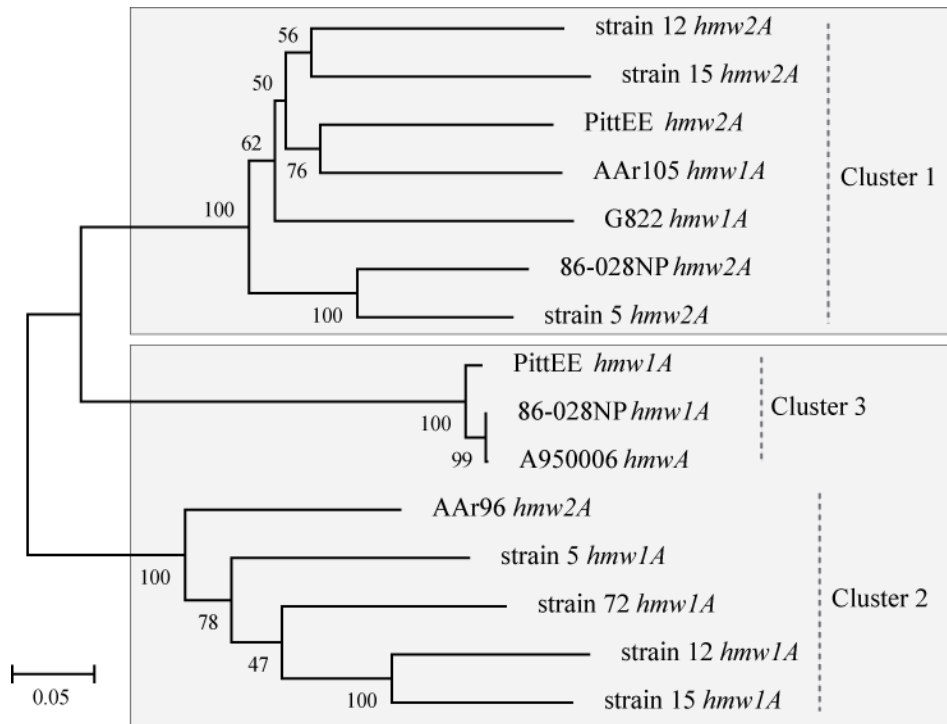 56
strain 12 hmw2A
strain 15 hmw2A
50
PittEE hmw2A
62
76
AAr105 hmw1A
Cluster 1
100
G822 hmw1A
86-028NP hmw2A
100
strain 5 hmw2A
PittEE hmw1A
100
86-028NP hmw1A
Cluster 3
99
A950006 hmwA
AAr96 hmw2A
100
strain 5 hmw1A
78
strain 72 hmw1A
Cluster 2
47
strain 12 hmw1A
0.05
100
strain 15 hmw1A